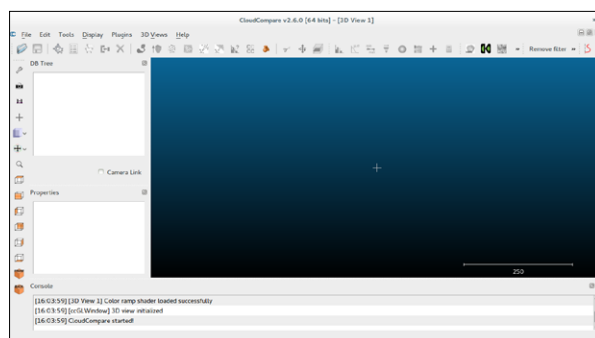 CloudCompare v2.6.0 [64 bits] - [3D View 1]
File Edit Tools Display Plugins 3D Views Help
Remove filter
DB Tree
Camera Link
Properties
250
Console
[16:03:59] [3D View 1] Color ramp shader loaded successfully
[16:03:59] [ccGLWindow] 3D view initialized
[16:03:59] CloudCompare started!